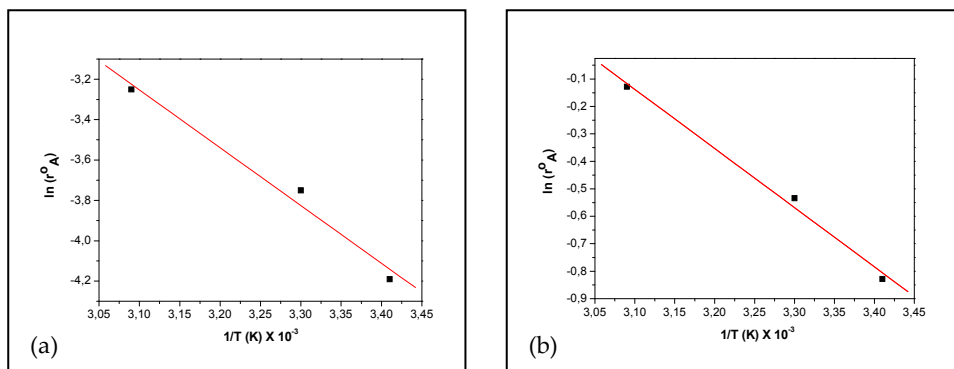 -3,2
-3,4
-3,6
-3,8
-4,0
-4,2
ln (r°A)
3,05 3,10 3,15 3,20 3,25 3,30 3,35 3,40 3,45
1/T (K) X 10-3
(a)
-0,1
-0,2
-0,3
-0,4
-0,5
-0,6
-0,7
-0,8
-0,9
ln (r°A)
3,05 3,10 3,15 3,20 3,25 3,30 3,35 3,40 3,45
1/T (K) X 10-3
(b)